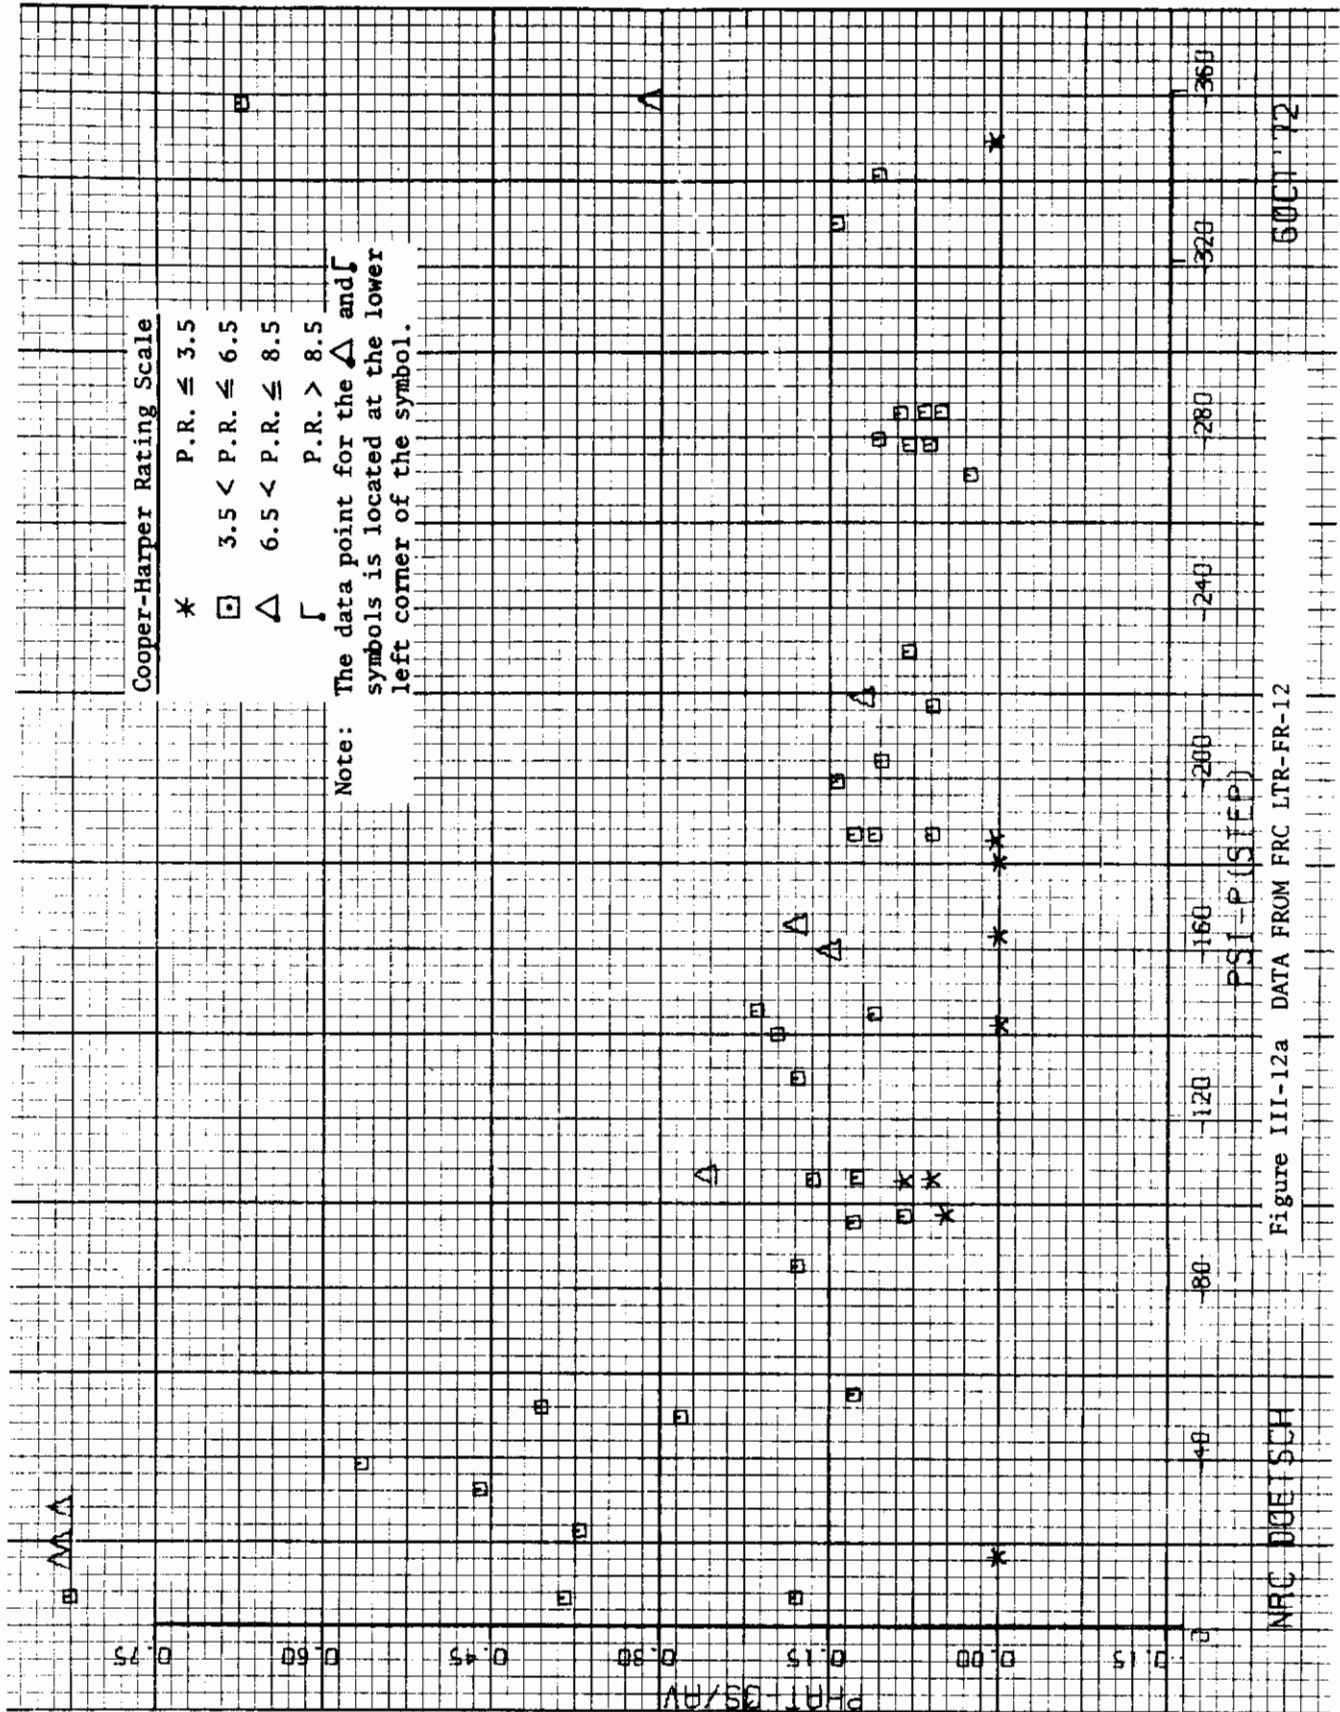 Cooper-Harper Rating Scale
P.R. ≤ 3.5
3.5 < P.R. ≤ 6.5
6.5 < P.R. ≤ 8.5
P.R. > 8.5
Note: The data point for the △ and Γ
symbols is located at the lower
left corner of the symbol.
0.75
0.60
0.45
0.30
0.15
0.00
0.15
0
-40
-80
-120
-160
-200
-240
-280
-320
-360
PSI-P (STEP)
NRC DOETSCH
6OCT'72
Figure III-12a DATA FROM FRC LTR-FR-12